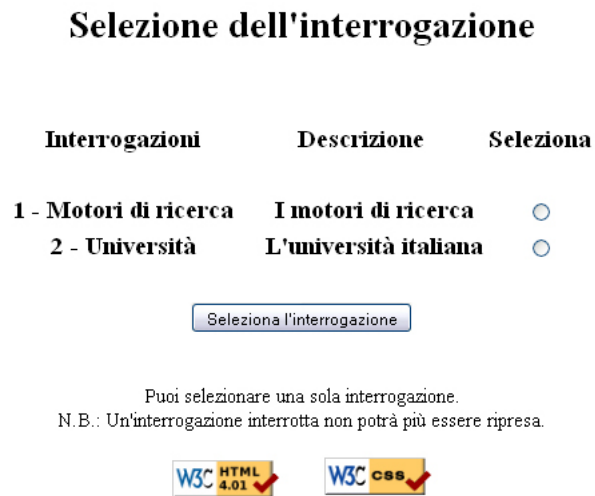 Selezione dell'interrogazione
Interrogazioni Descrizione Seleziona
1 - Motori di ricerca I motori di ricerca
2 - Università L'università italiana
Seleziona l'interrogazione
Puoi selezionare una sola interrogazione.
N.B.: Un'interrogazione interrotta non potrà più essere ripresa.
W3C HTML 4.01 W3C css